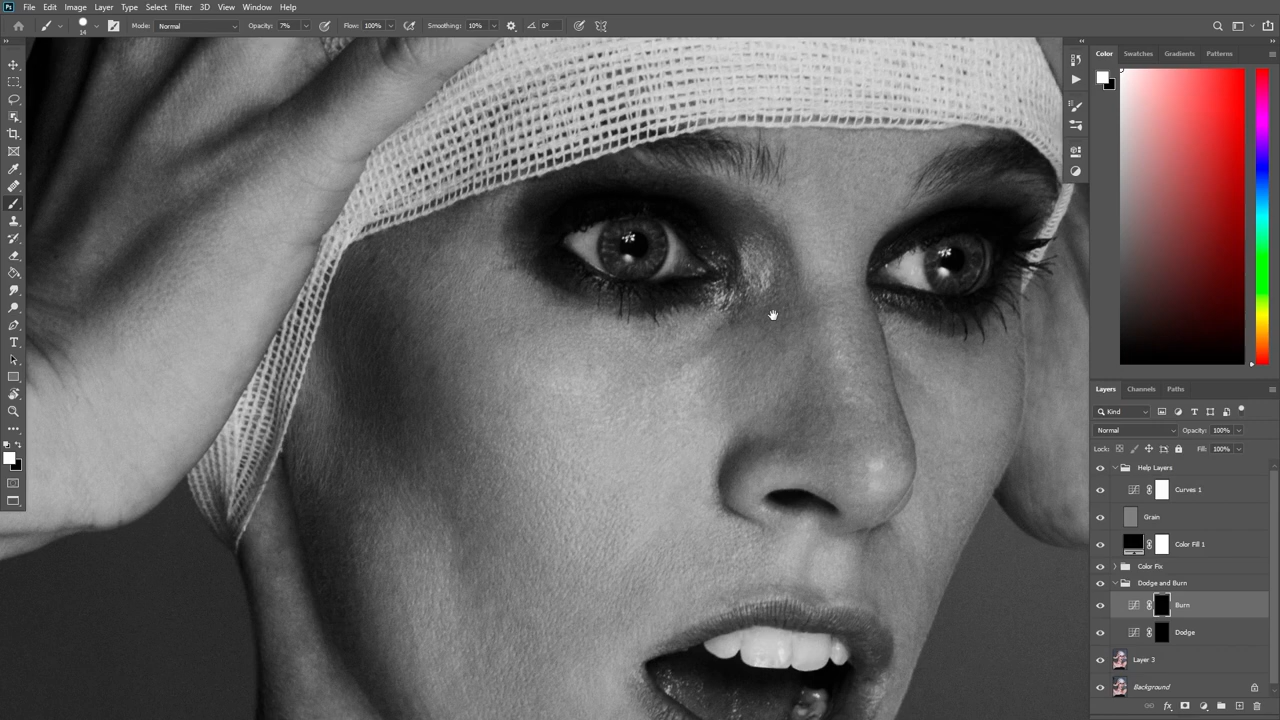 Ps File Edit Image Layer Type Select Filter 3D View Window Help
14 Mode: Normal Opacity: 7% Flow: 100% Smoothing: 10% 0°
Color Swatches Gradients Patterns
Layers Channels Paths
Kind
Normal Opacity: 100%
Lock: Fill: 100%
Help Layers
Curves 1
Grain
Color Fill 1
Color Fix
Dodge and Burn
Burn
Dodge
Layer 3
Background